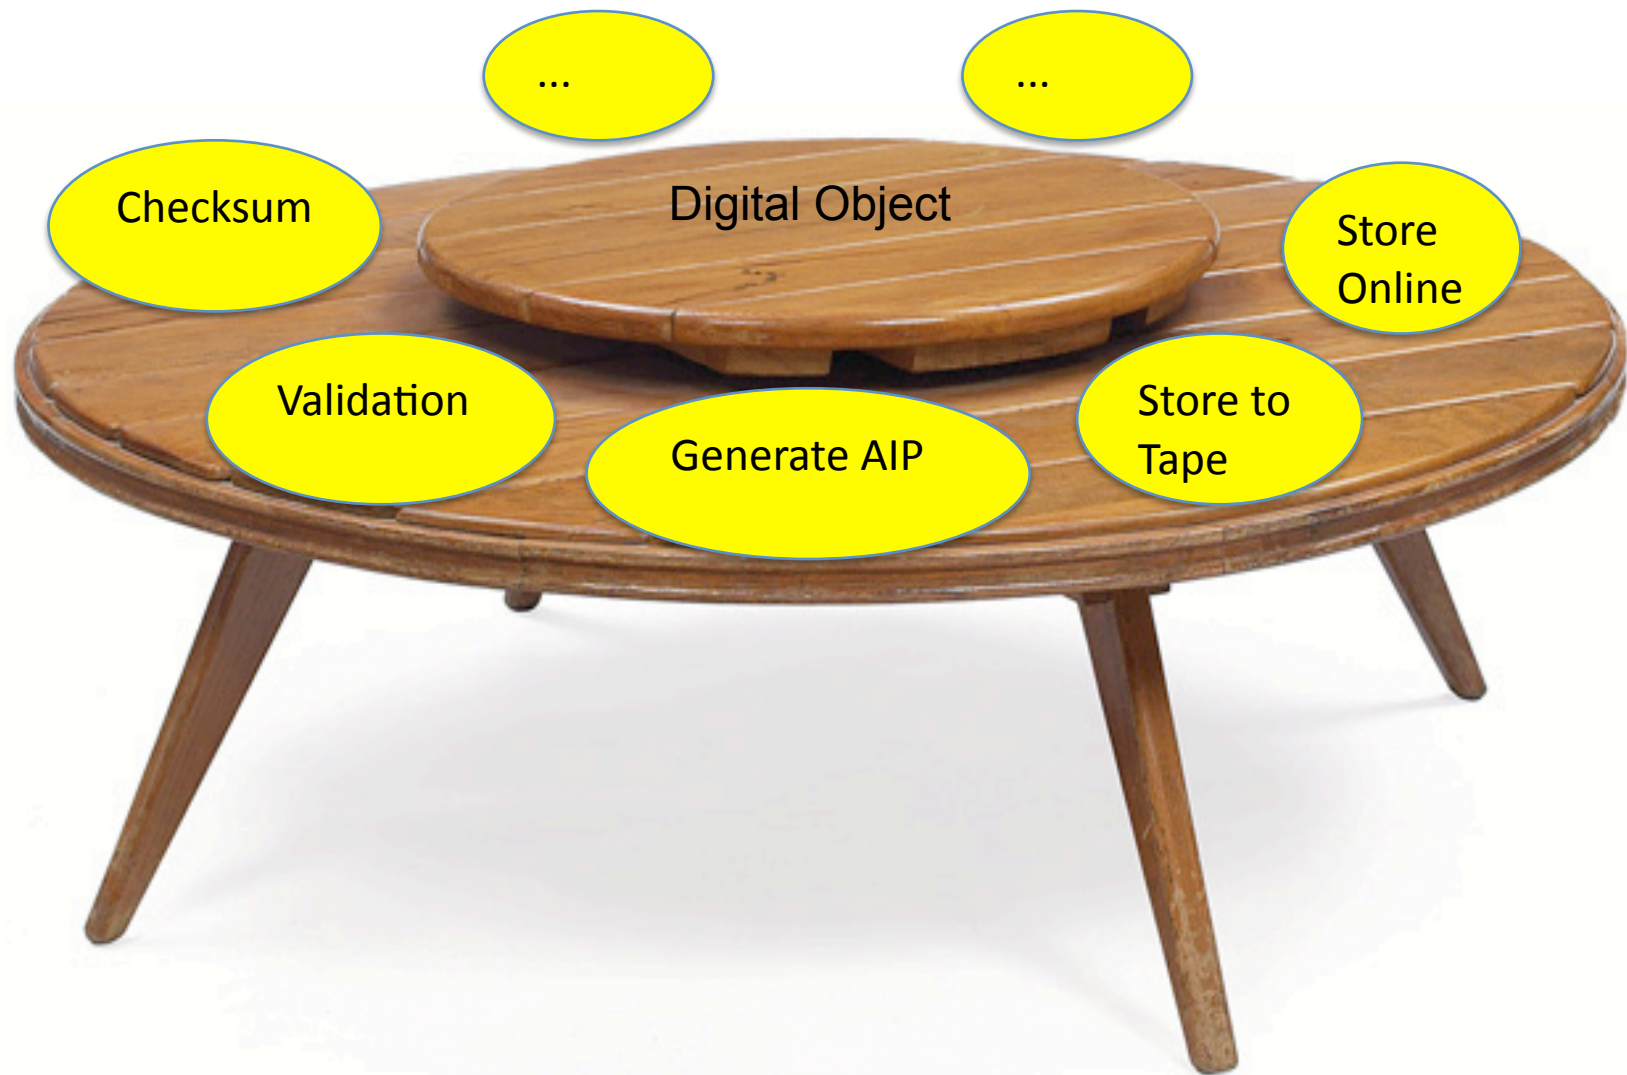 ...
...
Checksum
Digital Object
Store
Online
Validation
Generate AIP
Store to
Tape